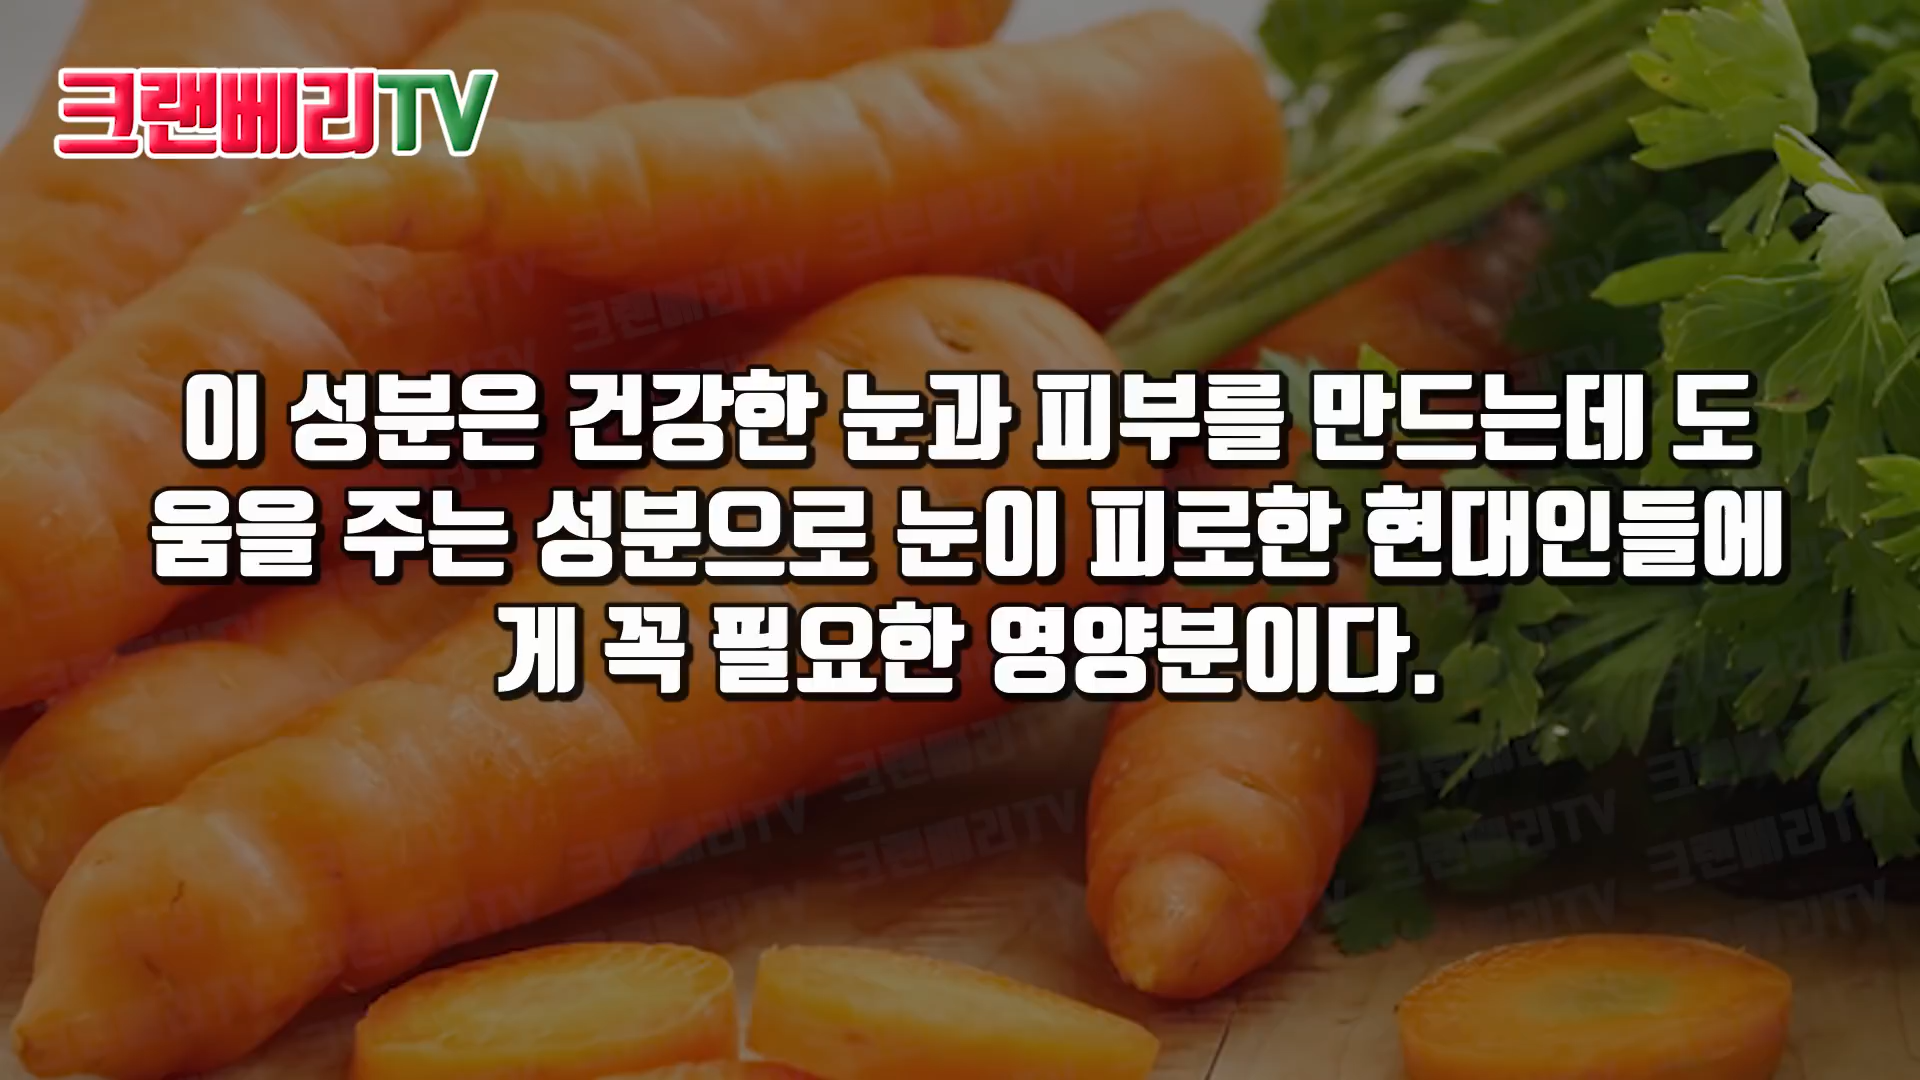 크랜베리TV
이 성분은 건강한 눈과 피부를 만드는데 도
움을 주는 성분으로 눈이 피로한 현대인들에
게 꼭 필요한 영양분이다.